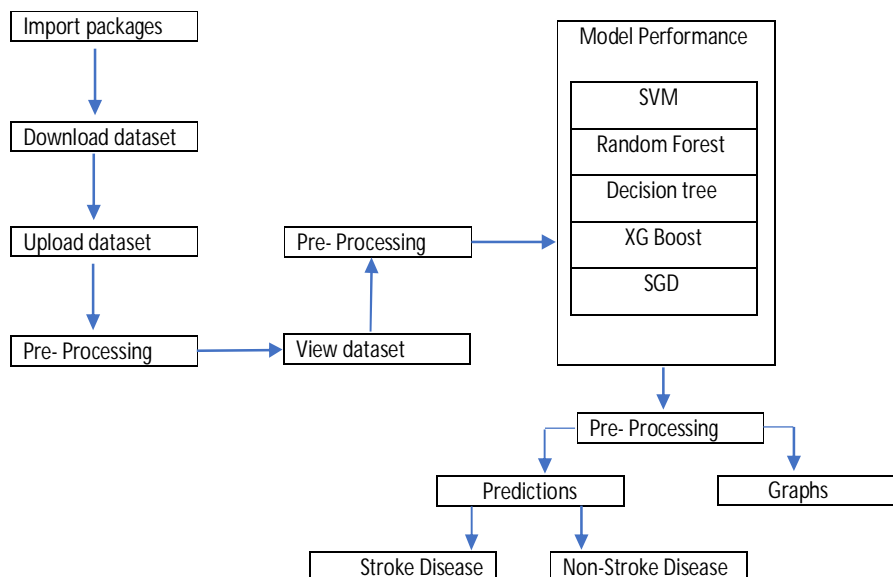 Import packages
Download dataset
Upload dataset
Pre- Processing
View dataset
Pre- Processing
Model Performance
SVM
Random Forest
Decision tree
XG Boost
SGD
Pre- Processing
Predictions
Graphs
Stroke Disease
Non-Stroke Disease